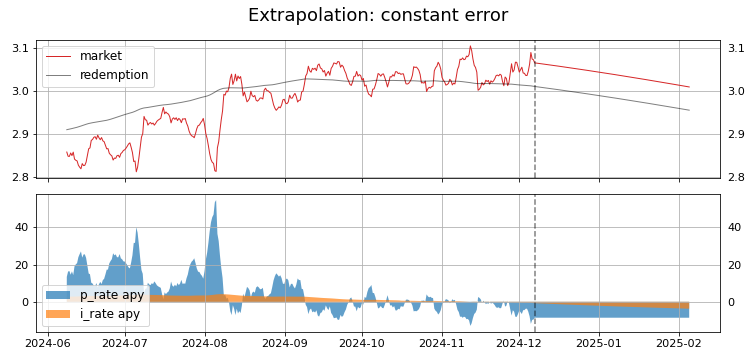 Extrapolation: constant error
3.1 3.1
market
redemption
3.0 3.0
2.9 2.9
2.8 2.8
40 40
20 20
0 0
p_rate apy
i_rate apy
2024-06 2024-07 2024-08 2024-09 2024-10 2024-11 2024-12 2025-01 2025-02